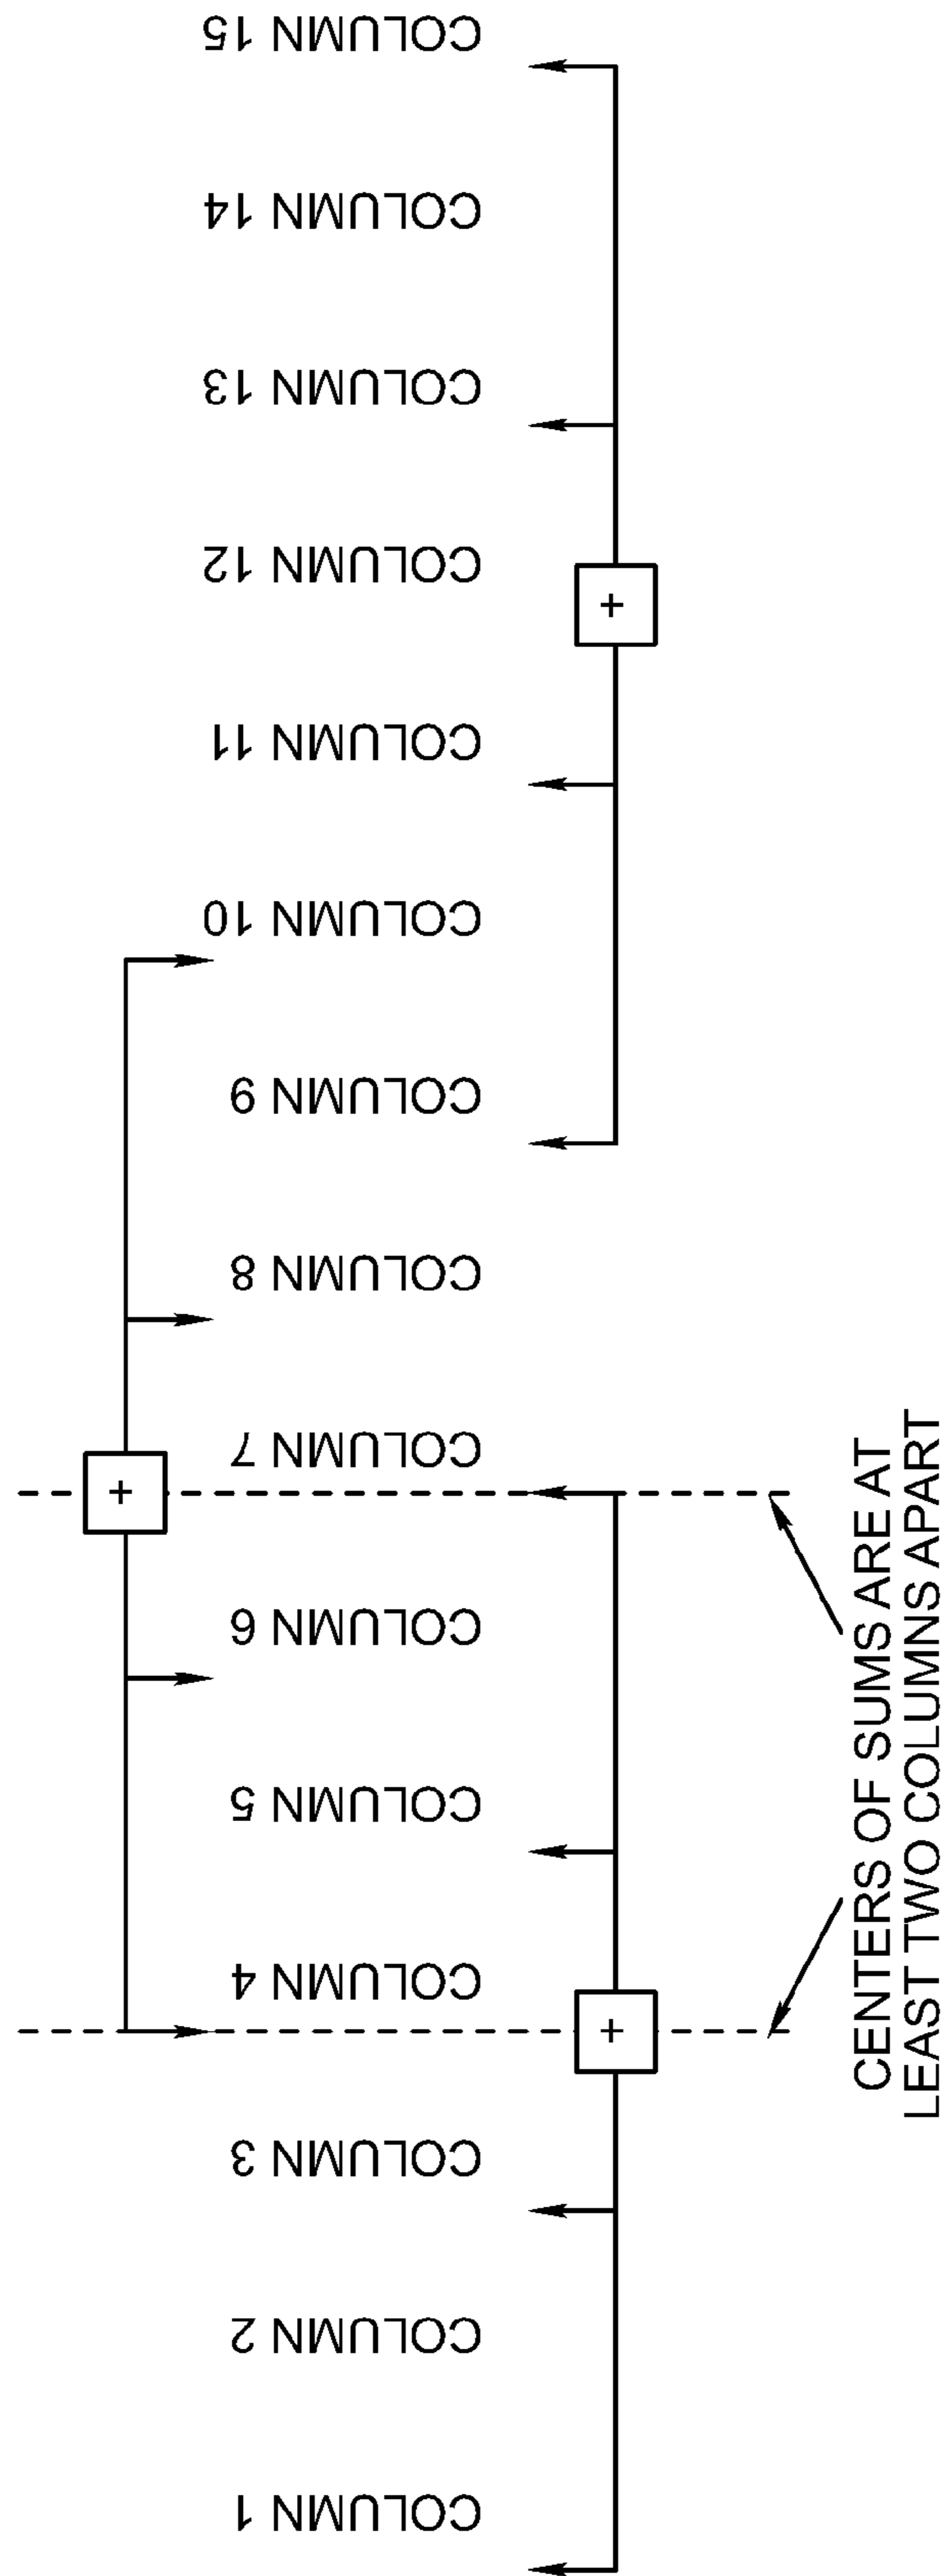 COLUMN 1
COLUMN 2
COLUMN 3
COLUMN 4
COLUMN 5
COLUMN 6
COLUMN 7
COLUMN 8
COLUMN 9
COLUMN 10
COLUMN 11
COLUMN 12
COLUMN 13
COLUMN 14
COLUMN 15
+
+
+
CENTERS OF SUMS ARE AT
LEAST TWO COLUMNS APART